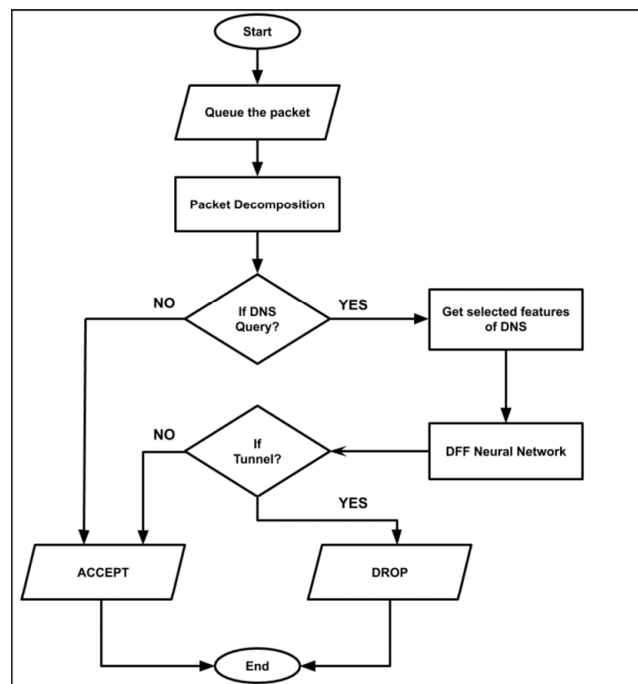 Start
Queue the packet
Packet Decomposition
NO
If DNS
Query?
YES
Get selected features
of DNS
NO
If
Tunnel?
DFF Neural Network
YES
ACCEPT
DROP
End